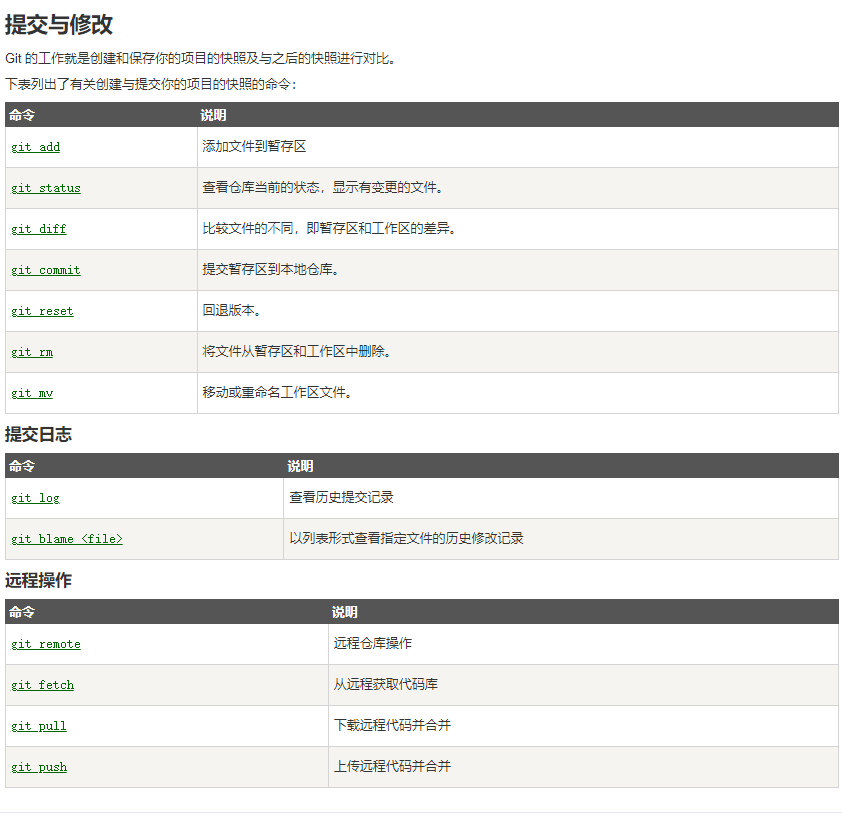 提交与修改
Git 的工作就是创建和保存你的项目的快照及与之后的快照进行对比。
下表列出了有关创建与提交你的项目的快照的命令：
命令 说明
git add 添加文件到暂存区
git status 查看仓库当前的状态，显示有变更的文件。
git diff 比较文件的不同，即暂存区和工作区的差异。
git commit 提交暂存区到本地仓库。
git reset 回退版本。
git rm 将文件从暂存区和工作区中删除。
git mv 移动或重命名工作区文件。
提交日志
命令 说明
git log 查看历史提交记录
git blame <file> 以列表形式查看指定文件的历史修改记录
远程操作
命令 说明
git remote 远程仓库操作
git fetch 从远程获取代码库
git pull 下载远程代码并合并
git push 上传远程代码并合并